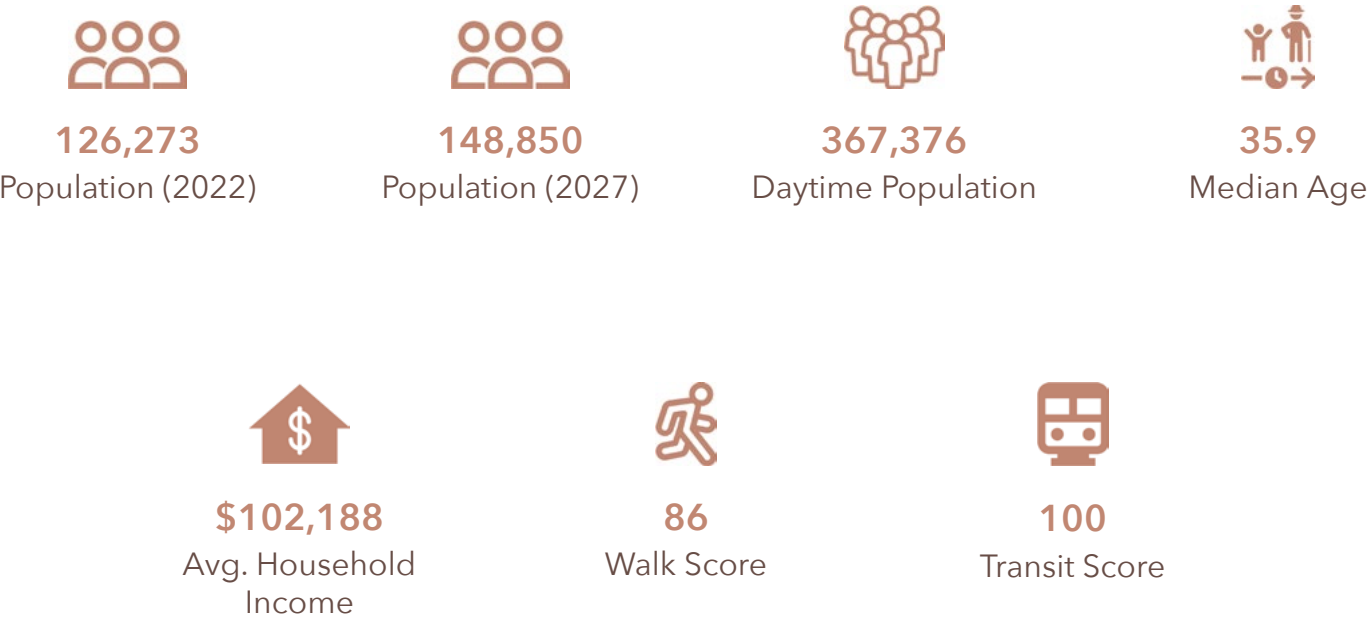 126,273
Population (2022)
148,850
Population (2027)
367,376
Daytime Population
35.9
Median Age
$
$102,188
Avg. Household
Income
86
Walk Score
100
Transit Score